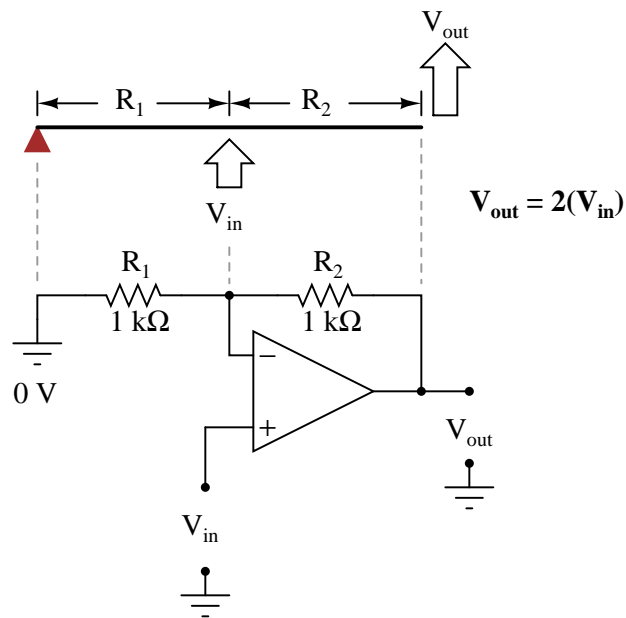 V_out
R_1 R_2
V_in
V_out = 2(V_in)
R_1 R_2
1 kΩ 1 kΩ
−
0 V
+
V_out
V_in